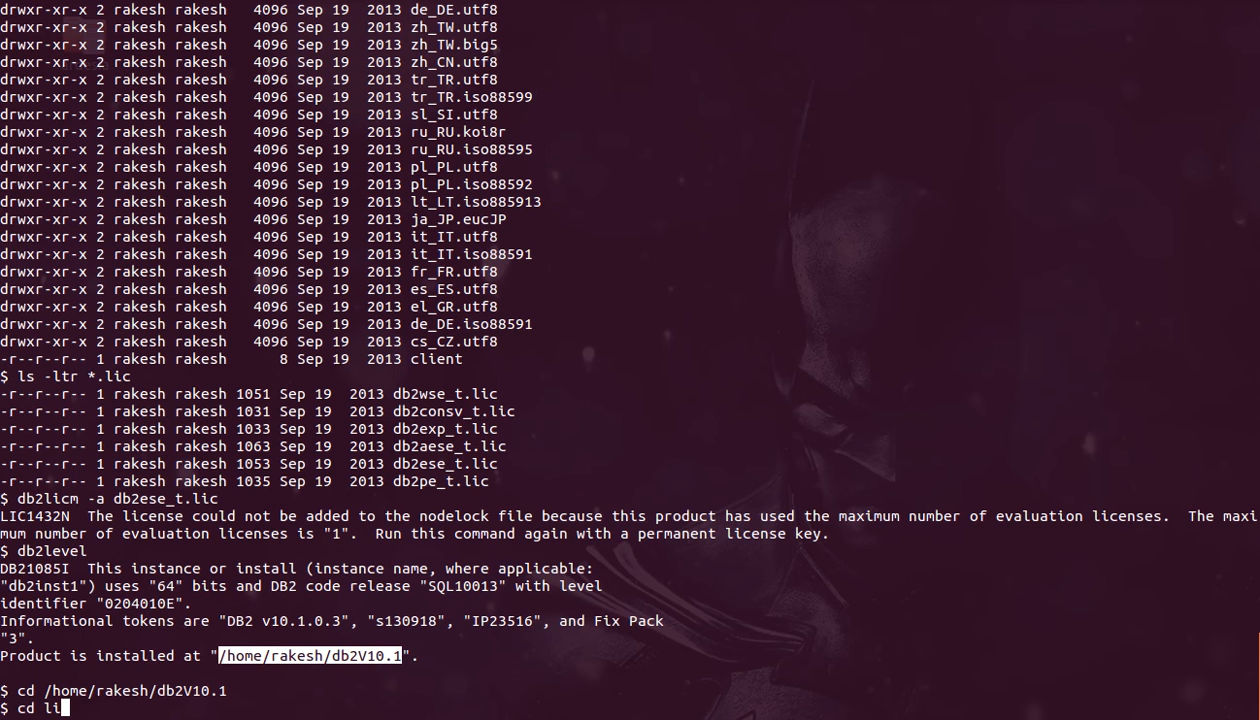 drwxr-xr-x 2 rakesh rakesh   4096 Sep 19  2013 de_DE.utf8
drwxr-xr-x 2 rakesh rakesh   4096 Sep 19  2013 zh_TW.utf8
drwxr-xr-x 2 rakesh rakesh   4096 Sep 19  2013 zh_TW.big5
drwxr-xr-x 2 rakesh rakesh   4096 Sep 19  2013 zh_CN.utf8
drwxr-xr-x 2 rakesh rakesh   4096 Sep 19  2013 tr_TR.utf8
drwxr-xr-x 2 rakesh rakesh   4096 Sep 19  2013 tr_TR.iso88599
drwxr-xr-x 2 rakesh rakesh   4096 Sep 19  2013 sl_SI.utf8
drwxr-xr-x 2 rakesh rakesh   4096 Sep 19  2013 ru_RU.koi8r
drwxr-xr-x 2 rakesh rakesh   4096 Sep 19  2013 ru_RU.iso88595
drwxr-xr-x 2 rakesh rakesh   4096 Sep 19  2013 pl_PL.utf8
drwxr-xr-x 2 rakesh rakesh   4096 Sep 19  2013 pl_PL.iso88592
drwxr-xr-x 2 rakesh rakesh   4096 Sep 19  2013 lt_LT.iso885913
drwxr-xr-x 2 rakesh rakesh   4096 Sep 19  2013 ja_JP.eucJP
drwxr-xr-x 2 rakesh rakesh   4096 Sep 19  2013 it_IT.utf8
drwxr-xr-x 2 rakesh rakesh   4096 Sep 19  2013 it_IT.iso88591
drwxr-xr-x 2 rakesh rakesh   4096 Sep 19  2013 fr_FR.utf8
drwxr-xr-x 2 rakesh rakesh   4096 Sep 19  2013 es_ES.utf8
drwxr-xr-x 2 rakesh rakesh   4096 Sep 19  2013 el_GR.utf8
drwxr-xr-x 2 rakesh rakesh   4096 Sep 19  2013 de_DE.iso88591
drwxr-xr-x 2 rakesh rakesh   4096 Sep 19  2013 cs_CZ.utf8
-r--r--r-- 1 rakesh rakesh      8 Sep 19  2013 client
$ ls -ltr *.lic
-r--r--r-- 1 rakesh rakesh 1051 Sep 19  2013 db2wse_t.lic
-r--r--r-- 1 rakesh rakesh 1031 Sep 19  2013 db2consv_t.lic
-r--r--r-- 1 rakesh rakesh 1033 Sep 19  2013 db2exp_t.lic
-r--r--r-- 1 rakesh rakesh 1063 Sep 19  2013 db2aese_t.lic
-r--r--r-- 1 rakesh rakesh 1053 Sep 19  2013 db2ese_t.lic
-r--r--r-- 1 rakesh rakesh 1035 Sep 19  2013 db2pe_t.lic
$ db2licm -a db2ese_t.lic
LIC1432N  The license could not be added to the nodelock file because this product has used the maximum number of evaluation licenses.  The maxi
mum number of evaluation licenses is "1".  Run this command again with a permanent license key.
$ db2level
DB21085I  This instance or install (instance name, where applicable:
"db2inst1") uses "64" bits and DB2 code release "SQL10013" with level
identifier "0204010E".
Informational tokens are "DB2 v10.1.0.3", "s130918", "IP23516", and Fix Pack
"3".
Product is installed at "/home/rakesh/db2V10.1".
$ cd /home/rakesh/db2V10.1
$ cd li